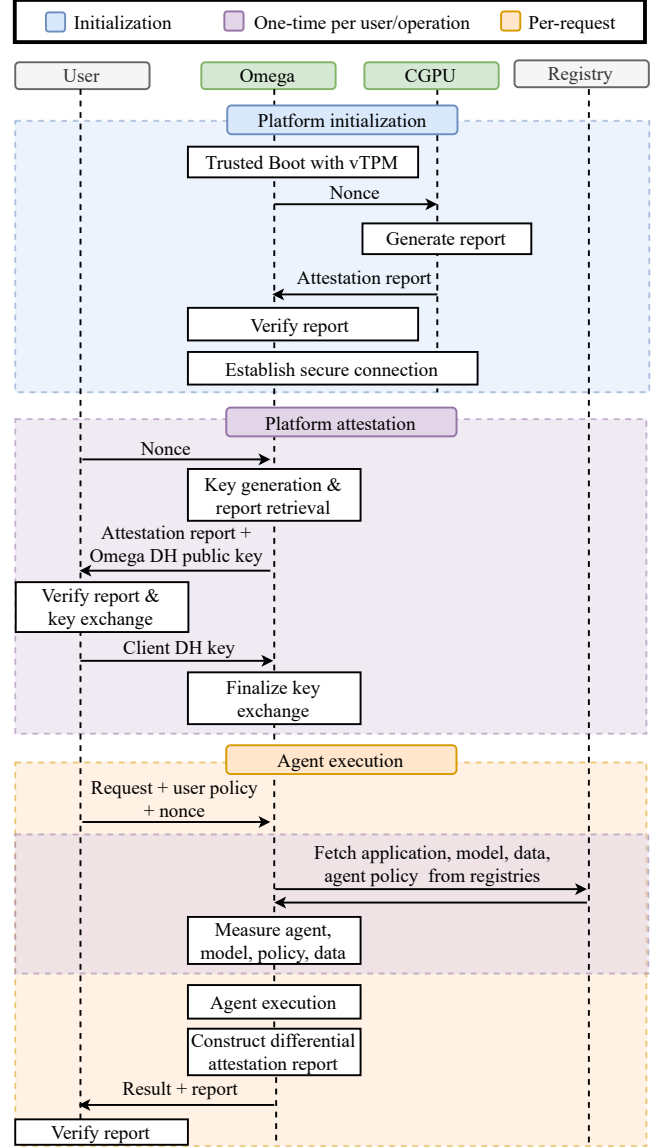 Initialization
One-time per user/operation
Per-request
User
Omega
CGPU
Registry
Platform initialization
Trusted Boot with vTPM
Nonce
Generate report
Attestation report
Verify report
Establish secure connection
Platform attestation
Nonce
Key generation &
report retrieval
Attestation report +
Omega DH public key
Verify report &
key exchange
Client DH key
Finalize key
exchange
Agent execution
Request + user policy
+ nonce
Fetch application, model, data,
agent policy from registries
Measure agent,
model, policy, data
Agent execution
Construct differential
attestation report
Result + report
Verify report